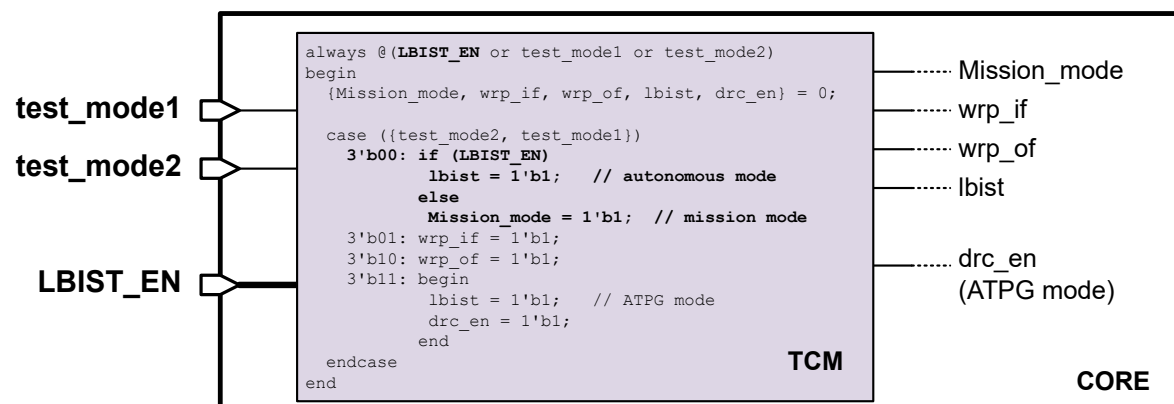 test_mode1
test_mode2
LBIST_EN
always @(LBIST_EN or test_mode1 or test_mode2)
begin
  {Mission_mode, wrp_if, wrp_of, lbist, drc_en} = 0;
  case ({test_mode2, test_mode1})
    3'b00: if (LBIST_EN)
            lbist = 1'b1;   // autonomous mode
           else
            Mission_mode = 1'b1;  // mission mode
    3'b01: wrp_if = 1'b1;
    3'b10: wrp_of = 1'b1;
    3'b11: begin
            lbist = 1'b1;   // ATPG mode
            drc_en = 1'b1;
           end
  endcase
end
TCM
Mission_mode
wrp_if
wrp_of
lbist
drc_en
(ATPG mode)
CORE